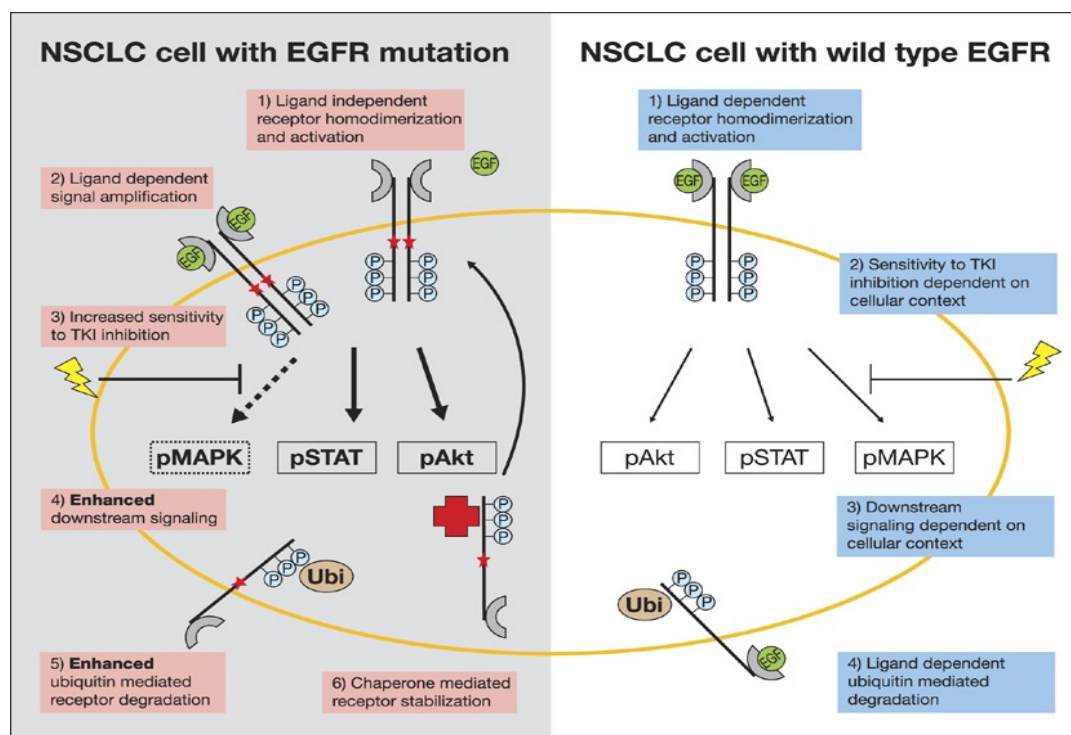 NSCLC cell with EGFR mutation
1) Ligand independent
receptor homodimerization
and activation
EGF
2) Ligand dependent
signal amplification
EGF
EGF
P
P
P
P
P
P
P
P
P
P
P
P
3) Increased sensitivity
to TKI inhibition
pMAPK
pSTAT
pAkt
4) Enhanced
downstream signaling
P
P
P
P
P
P
Ubi
5) Enhanced
ubiquitin mediated
receptor degradation
6) Chaperone mediated
receptor stabilization
NSCLC cell with wild type EGFR
1) Ligand dependent
receptor homodimerization
and activation
EGF
EGF
P
P
P
P
P
P
2) Sensitivity to TKI
inhibition dependent on
cellular context
pAkt
pSTAT
pMAPK
3) Downstream
signaling dependent on
cellular context
P
P
P
Ubi
EGF
4) Ligand dependent
ubiquitin mediated
degradation